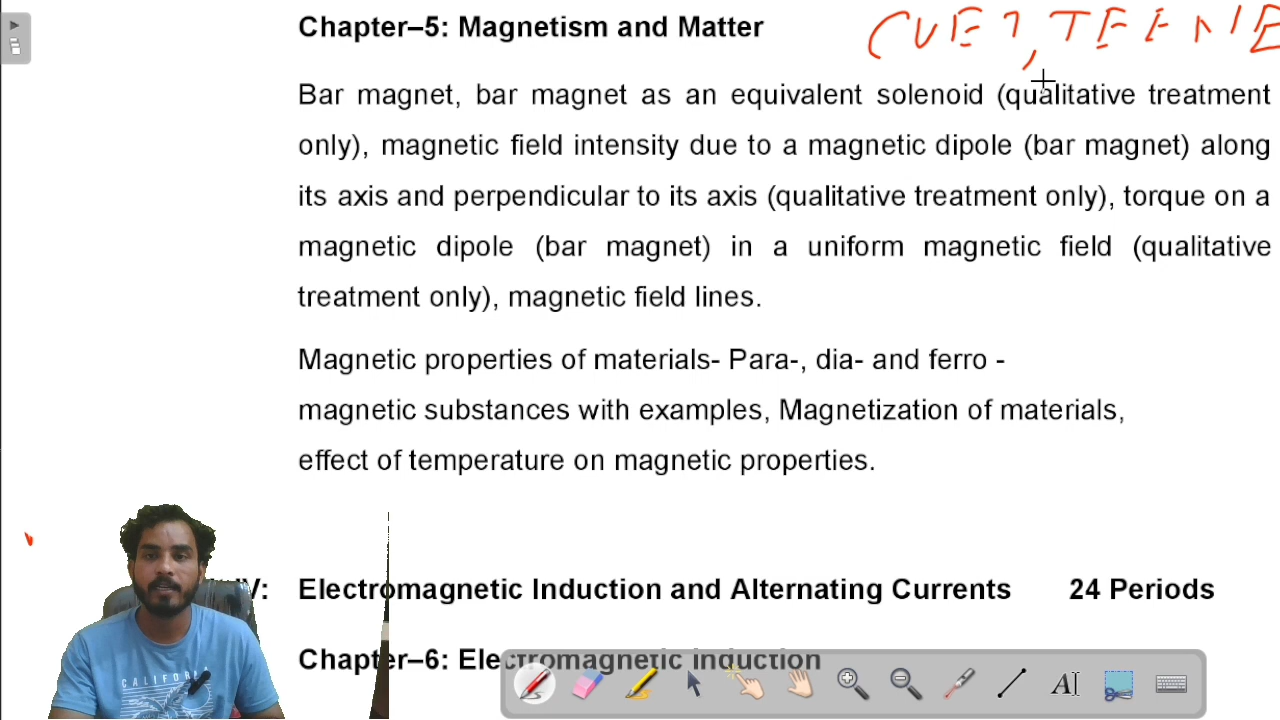 Chapter–5: Magnetism and Matter
CUET, JEE NE
Bar magnet, bar magnet as an equivalent solenoid (qualitative treatment
only), magnetic field intensity due to a magnetic dipole (bar magnet) along
its axis and perpendicular to its axis (qualitative treatment only), torque on a
magnetic dipole (bar magnet) in a uniform magnetic field (qualitative
treatment only), magnetic field lines.
Magnetic properties of materials- Para-, dia- and ferro -
magnetic substances with examples, Magnetization of materials,
effect of temperature on magnetic properties.
IV: Electromagnetic Induction and Alternating Currents 24 Periods
Chapter–6: Electromagnetic Induction
CALIFOR
AI